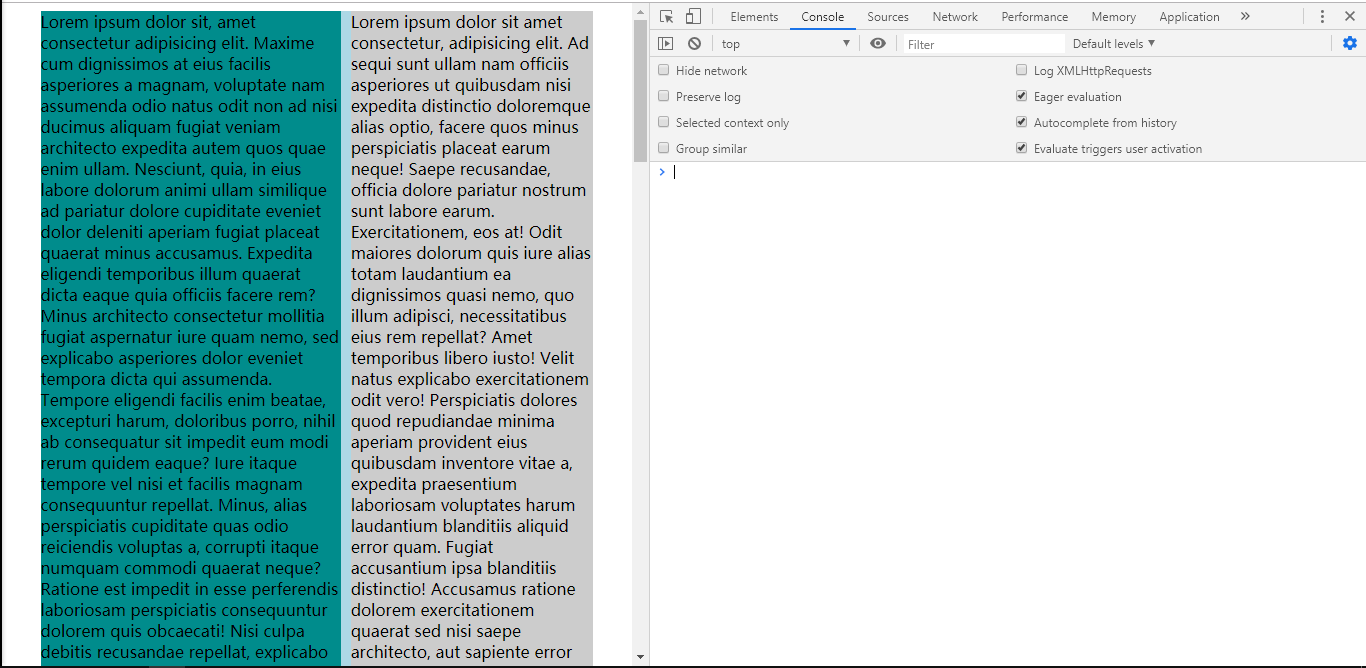 Lorem ipsum dolor sit, amet
consectetur adipisicing elit. Maxime
cum dignissimos at eius facilis
asperiores a magnam, voluptate nam
assumenda odio natus odit non ad nisi
ducimus aliquam fugiat veniam
architecto expedita autem quos quae
enim ullam. Nesciunt, quia, in eius
labore dolorum animi ullam similique
ad pariatur dolore cupiditate eveniet
dolor deleniti aperiam fugiat placeat
quaerat minus accusamus. Expedita
eligendi temporibus illum quaerat
dicta eaque quia officiis facere rem?
Minus architecto consectetur mollitia
fugiat aspernatur iure quam nemo, sed
explicabo asperiores dolor eveniet
tempora dicta qui assumenda.
Tempore eligendi facilis enim beatae,
excepturi harum, doloribus porro, nihil
ab consequatur sit impedit eum modi
rerum quidem eaque? Iure itaque
tempore vel nisi et facilis magnam
consequuntur repellat. Minus, alias
perspiciatis cupiditate quas odio
reiciendis voluptas a, corrupti itaque
numquam commodi quaerat neque?
Ratione est impedit in esse perferendis
laboriosam perspiciatis consequuntur
dolorem quis obcaecati! Nisi culpa
debitis recusandae repellat, explicabo
Lorem ipsum dolor sit amet
consectetur, adipisicing elit. Ad
sequi sunt ullam nam officiis
asperiores ut quibusdam nisi
expedita distinctio doloremque
alias optio, facere quos minus
perspiciatis placeat earum
neque! Saepe recusandae,
officia dolore pariatur nostrum
sunt labore earum.
Exercitationem, eos at! Odit
maiores dolorum quis iure alias
totam laudantium ea
dignissimos quasi nemo, quo
illum adipisci, necessitatibus
eius rem repellat? Amet
temporibus libero iusto! Velit
natus explicabo exercitationem
odit vero! Perspiciatis dolores
quod repudiandae minima
aperiam provident eius
quibusdam inventore vitae a,
expedita praesentium
laboriosam voluptates harum
laudantium blanditiis aliquid
error quam. Fugiat
accusantium ipsa blanditiis
distinctio! Accusamus ratione
dolorem exercitationem
quaerat sed nisi saepe
architecto, aut sapiente error
Elements Console Sources Network Performance Memory Application
top Filter Default levels
Hide network
Log XMLHttpRequests
Preserve log
Eager evaluation
Selected context only
Autocomplete from history
Group similar
Evaluate triggers user activation